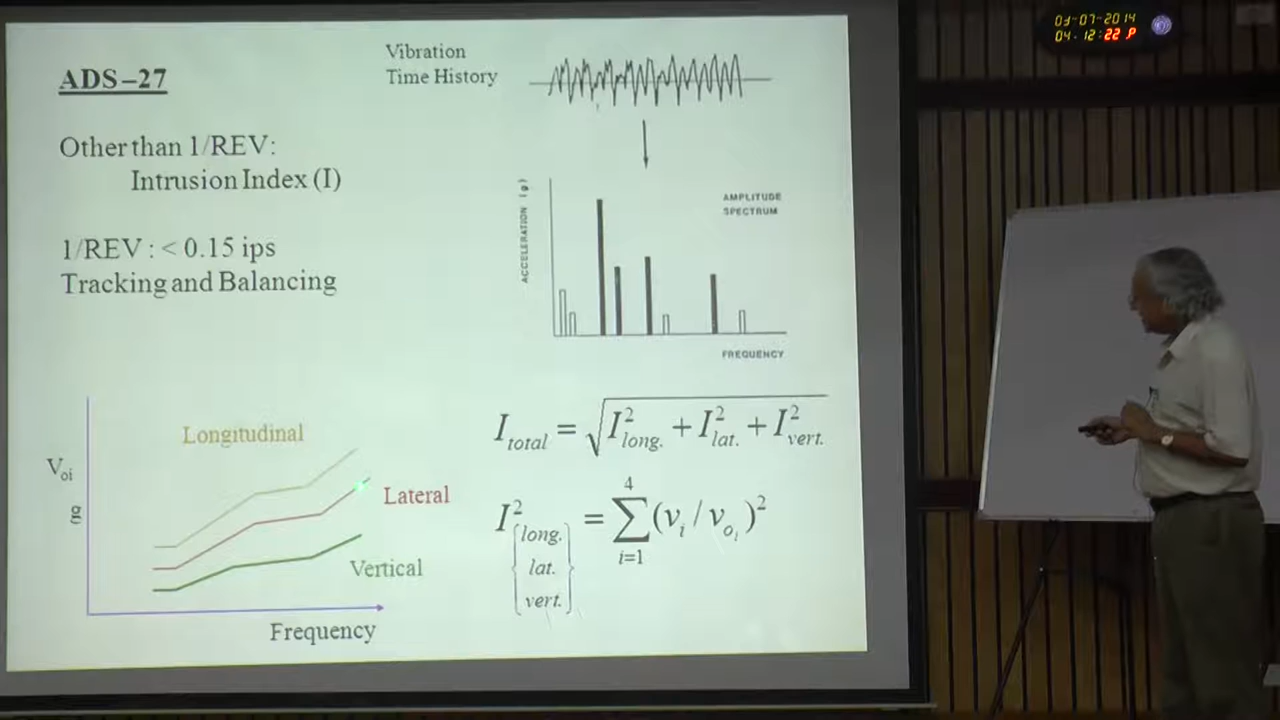 ADS–27
Vibration
Time History
Other than 1/REV:
Intrusion Index (I)
1/REV : < 0.15 ips
Tracking and Balancing
ACCELERATION (g)
AMPLITUDE
SPECTRUM
FREQUENCY
Longitudinal
V_oi
g
Lateral
Vertical
Frequency
I_total = √(I²_long. + I²_lat. + I²_vert.)
I²_{long. lat. vert.} = ∑_{i=1}^{4} (v_i / v_{o_i})²
03-07-2014
04:12:22 P